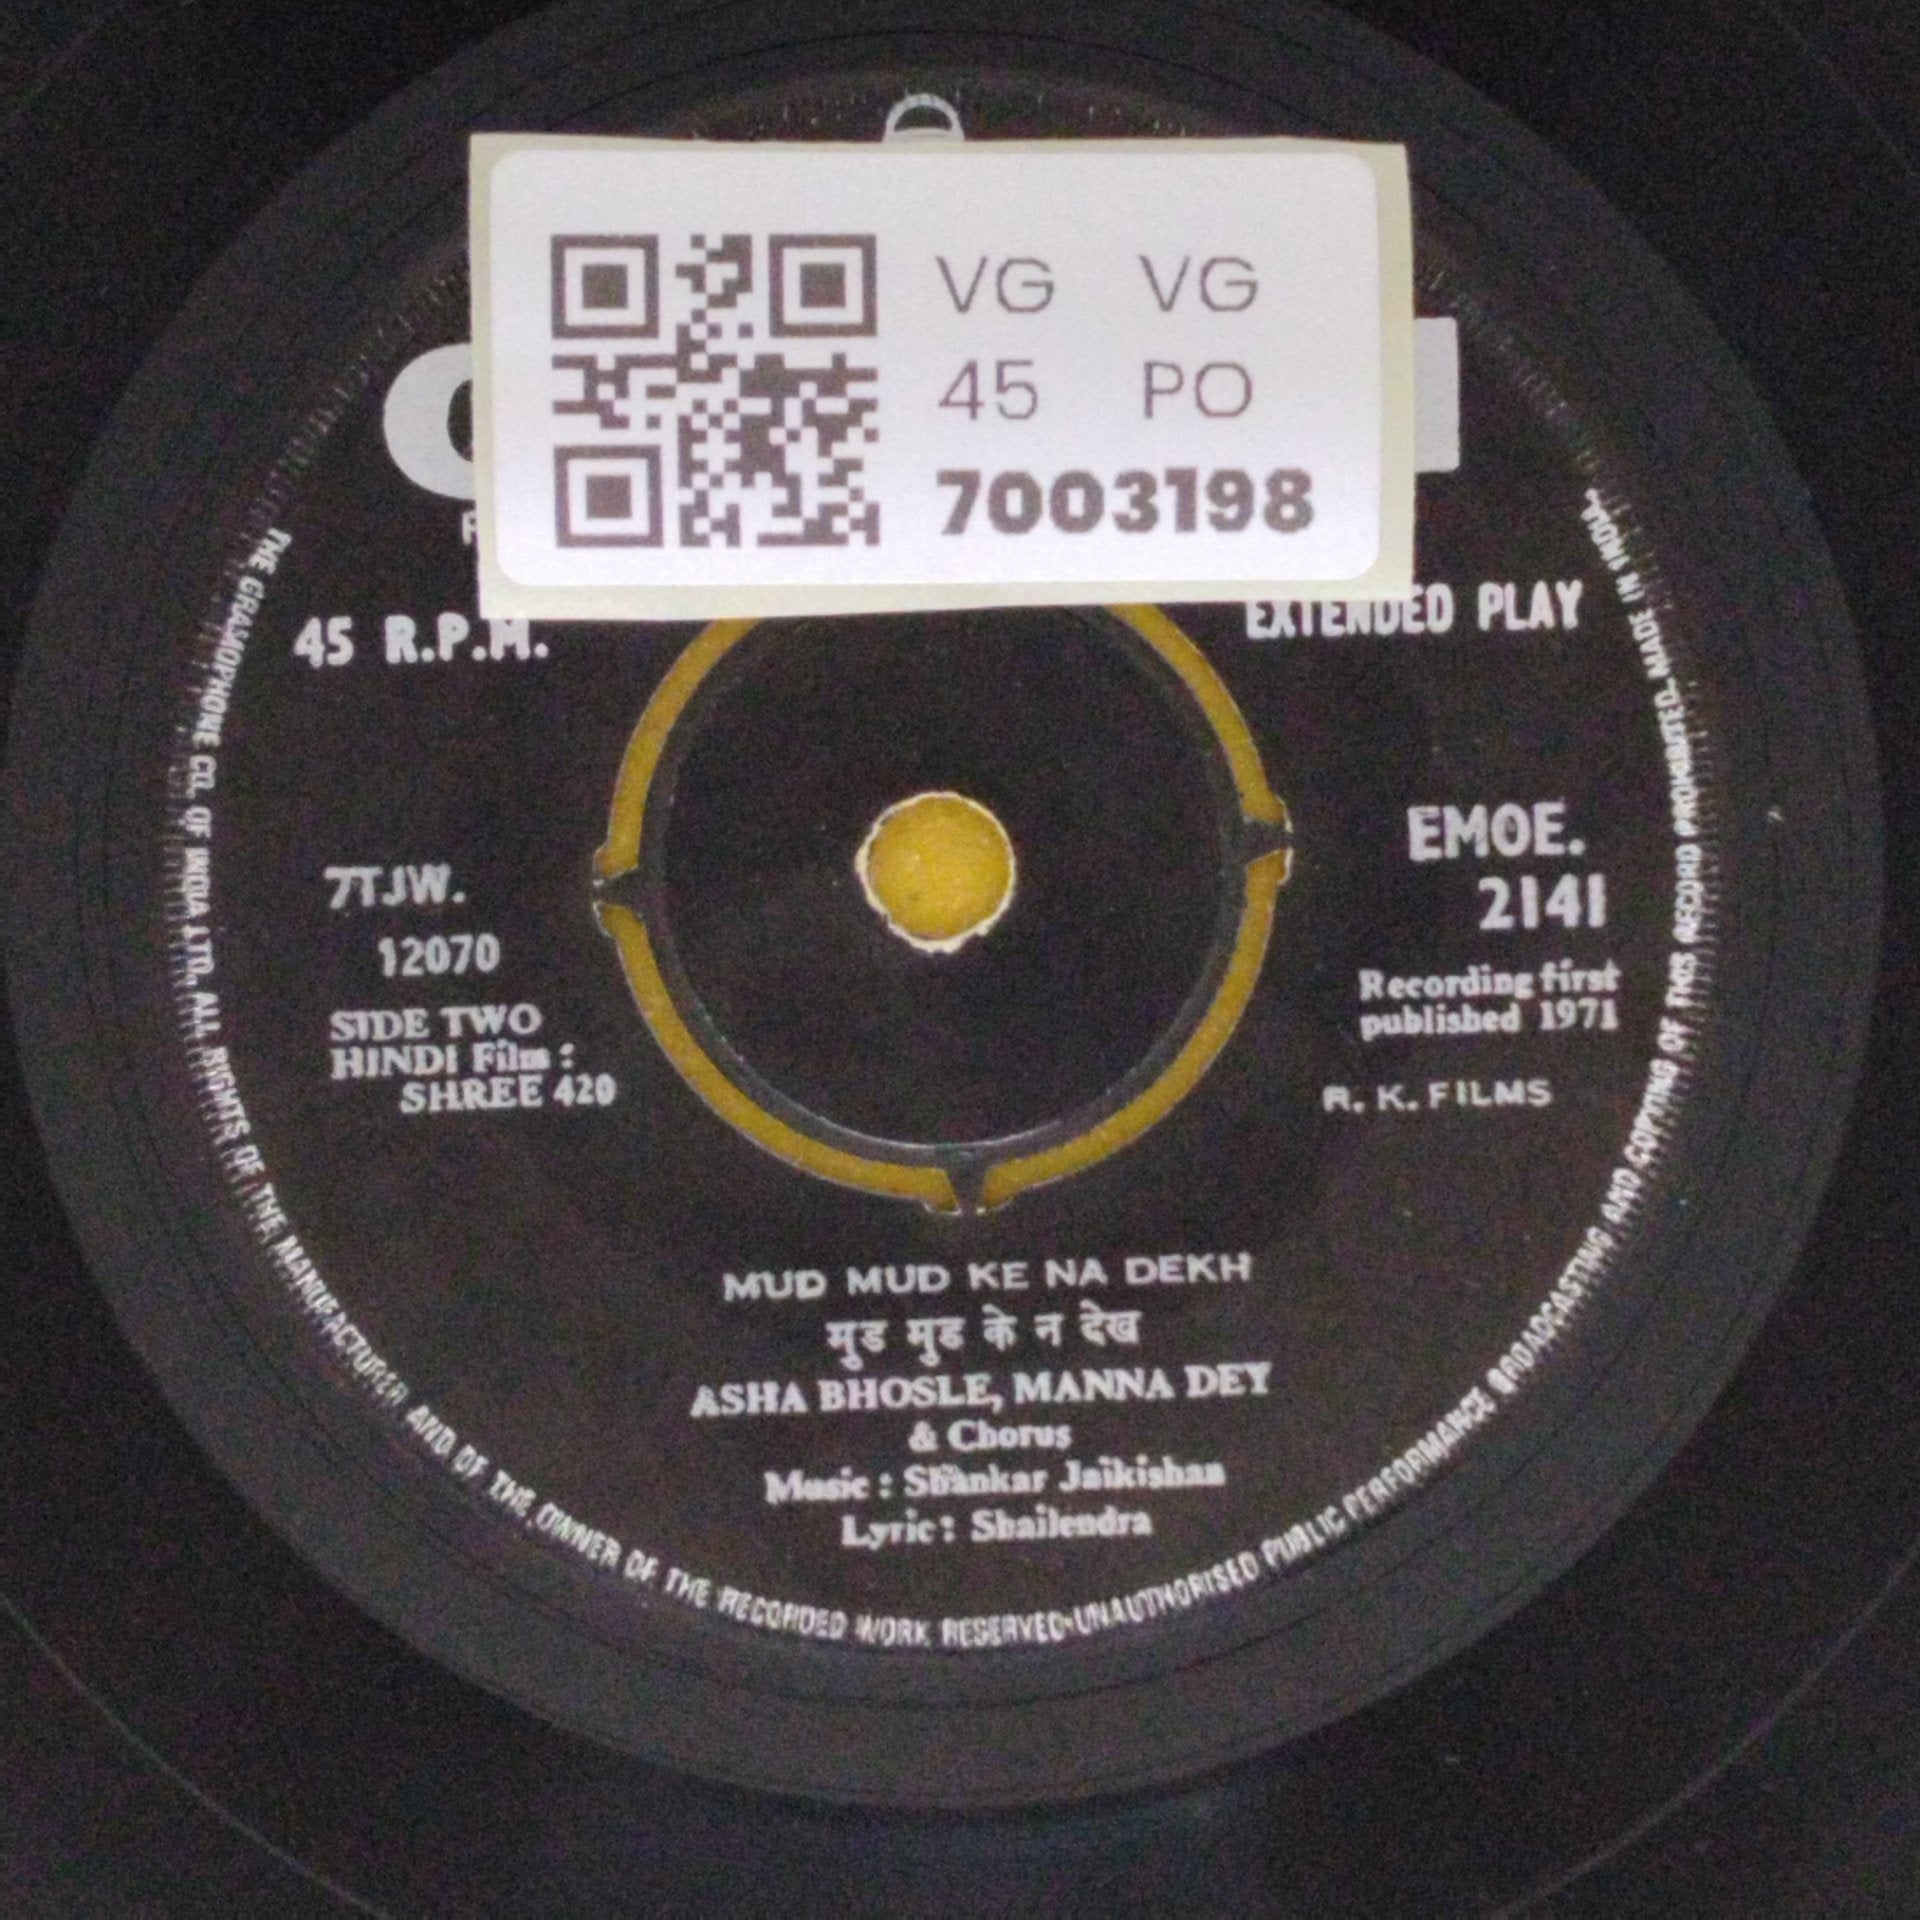 VG VG
45 PO
7003198
45 R.P.M.
EXTENDED PLAY
7TJW.
12070
SIDE TWO
HINDI Film :
SHREE 420
EMOE.
2141
Recording first
published 1971
R. K. FILMS
MUD MUD KE NA DEKH
मुड मुड के न देख
ASHA BHOSLE, MANNA DEY
& Chorus
Music : Shankar Jaikishan
Lyric : Shailendra
THE GRAMOPHONE CO. OF INDIA LTD., ALL RIGHTS OF THE MANUFACTURER AND OF THE OWNER OF THE RECORDED WORK RESERVED-UNAUTHORISED PUBLIC PERFORMANCE BROADCASTING AND COPYING OF THIS RECORD PROHIBITED. MADE IN INDIA.